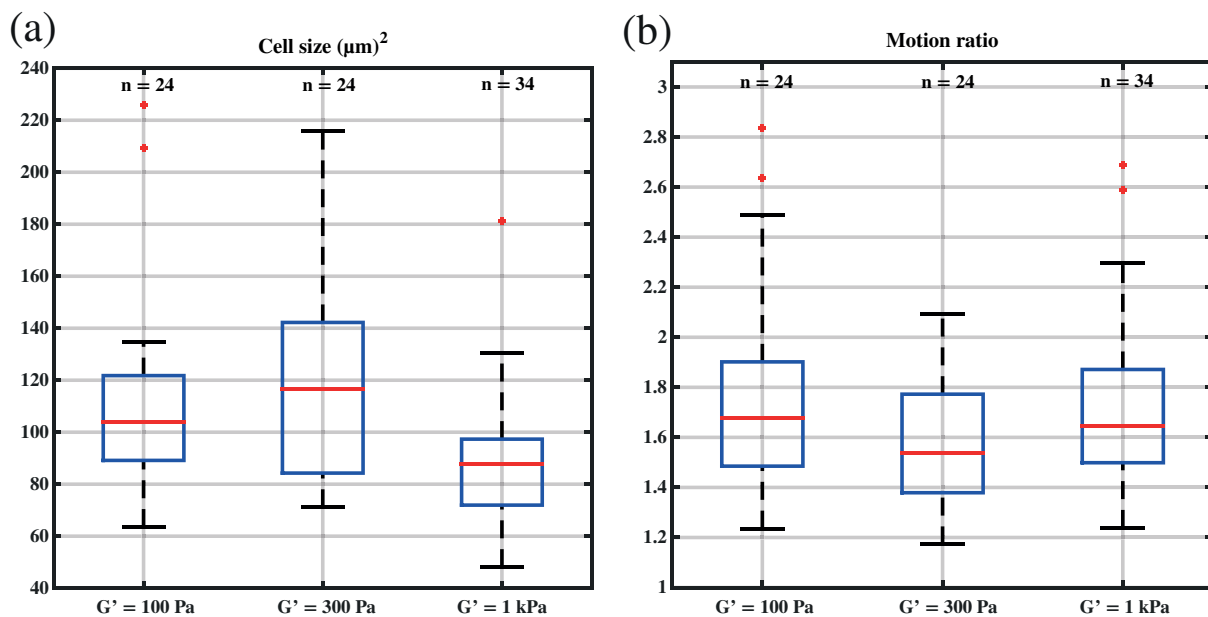 (a)
Cell size (µm)²
240
220
200
180
160
140
120
100
80
60
40
n = 24
n = 24
n = 34
G’ = 100 Pa
G’ = 300 Pa
G’ = 1 kPa
(b)
Motion ratio
3
2.8
2.6
2.4
2.2
2
1.8
1.6
1.4
1.2
1
n = 24
n = 24
n = 34
G’ = 100 Pa
G’ = 300 Pa
G’ = 1 kPa